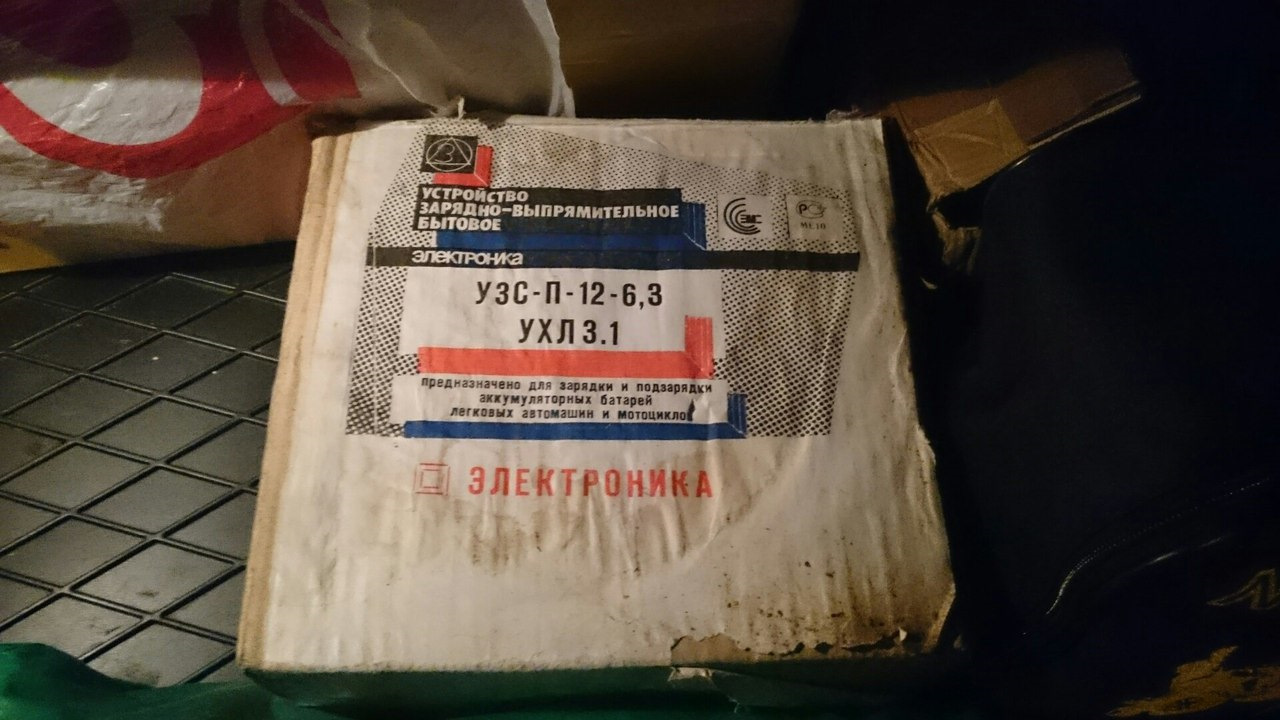 УСТРОЙСТВО
ЗАРЯДНО-ВЫПРЯМИТЕЛЬНОЕ
БЫТОВОЕ
ЭЛЕКТРОНИКА
УЗС-П-12-6,3
УХЛ 3.1
предназначено для зарядки и подзарядки
аккумуляторных батарей
легковых автомашин и мотоцикло
ЭЛЕКТРОНИКА